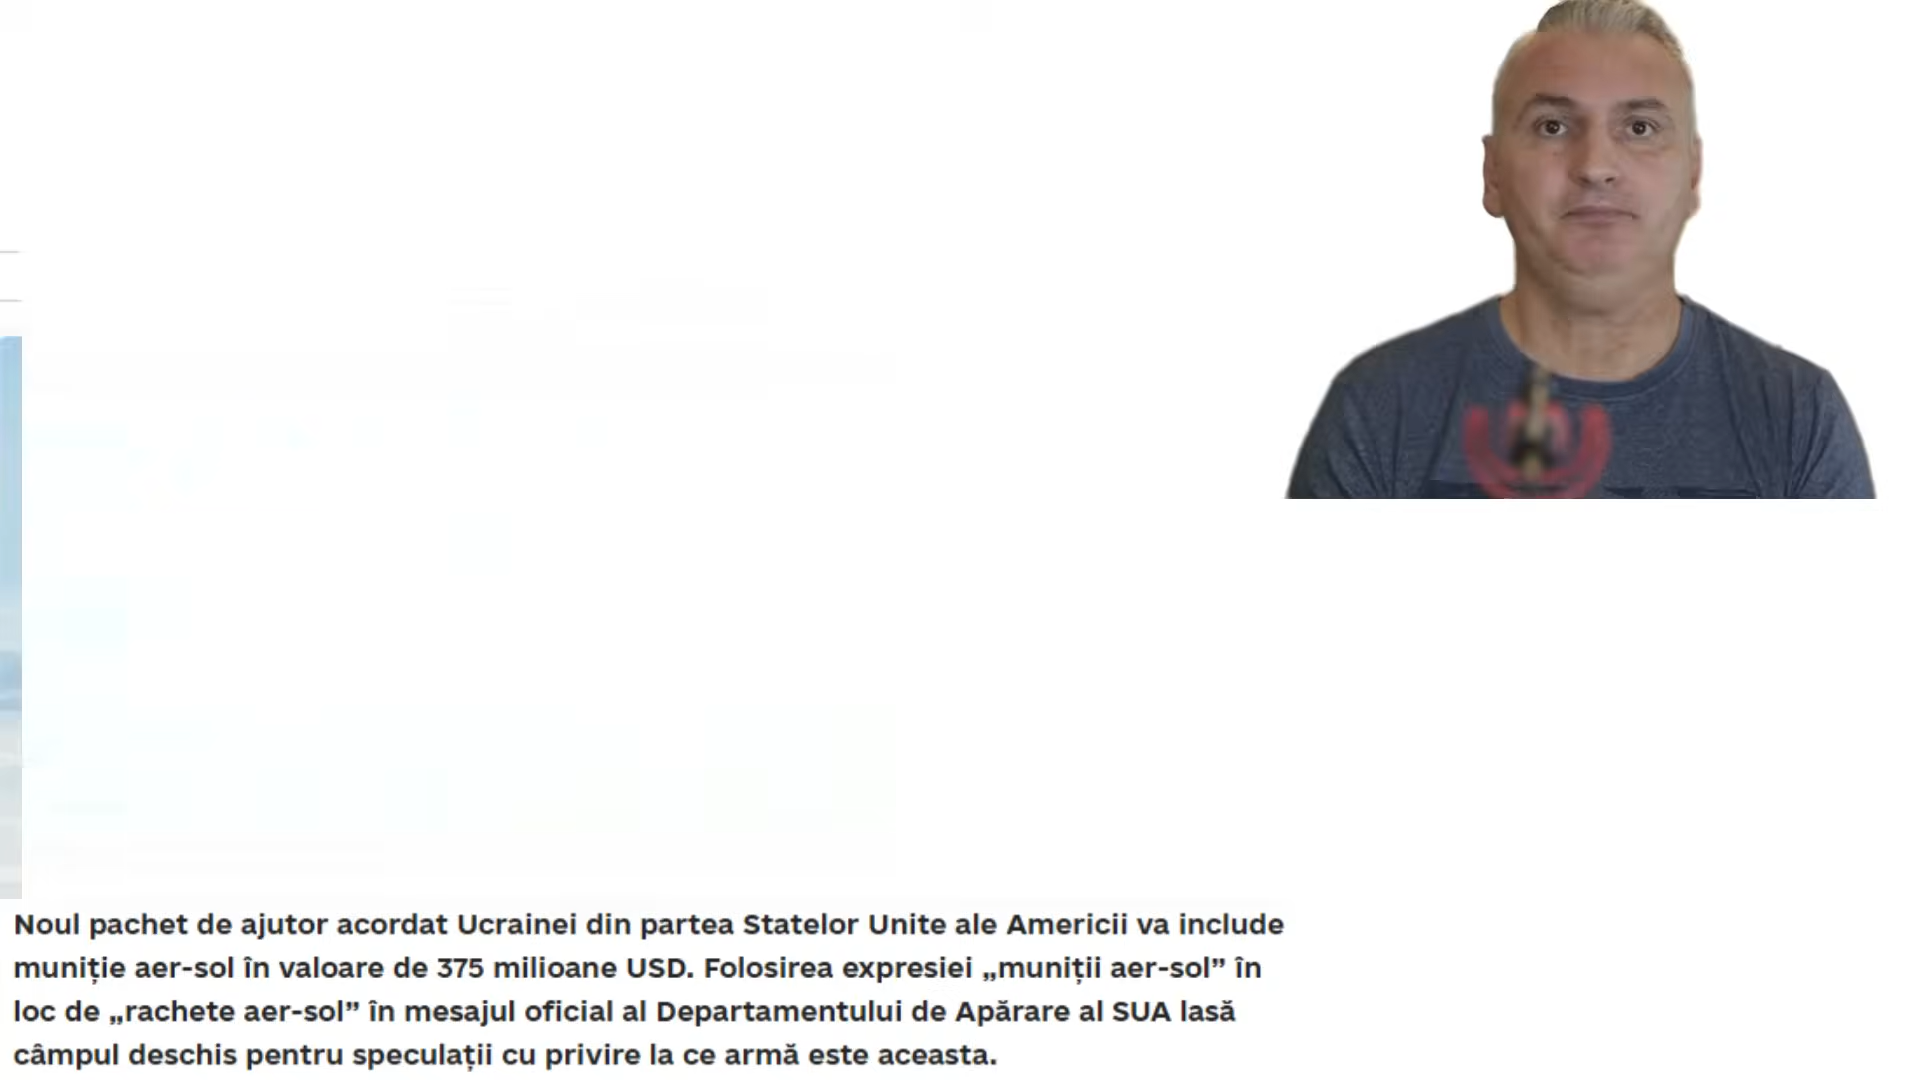 Noul pachet de ajutor acordat Ucrainei din partea Statelor Unite ale Americii va include
muniție aer-sol în valoare de 375 milioane USD. Folosirea expresiei „muniții aer-sol” în
loc de „rachete aer-sol” în mesajul oficial al Departamentului de Apărare al SUA lasă
câmpul deschis pentru speculații cu privire la ce armă este aceasta.